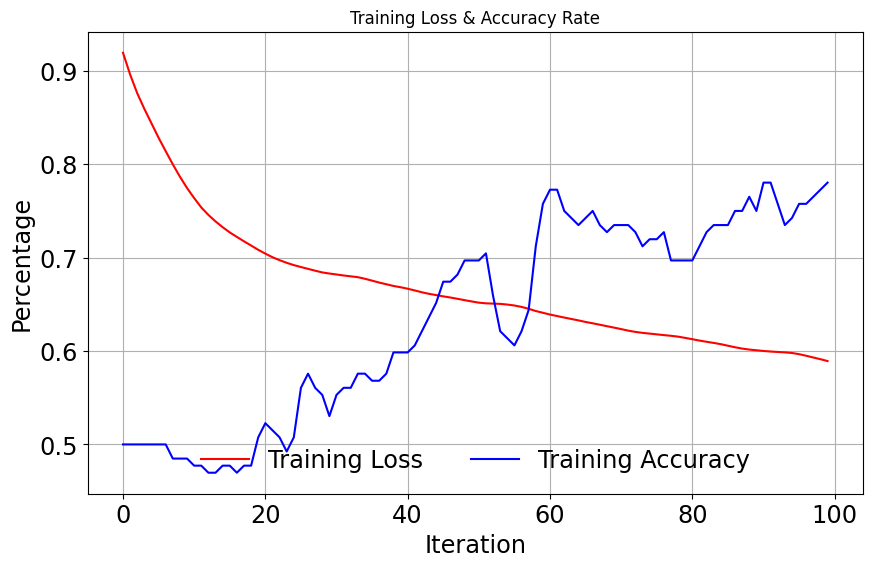 Training Loss & Accuracy Rate
0.9
0.8
0.7
0.6
0.5
Percentage
Training Loss
Training Accuracy
0 20 40 60 80 100
Iteration